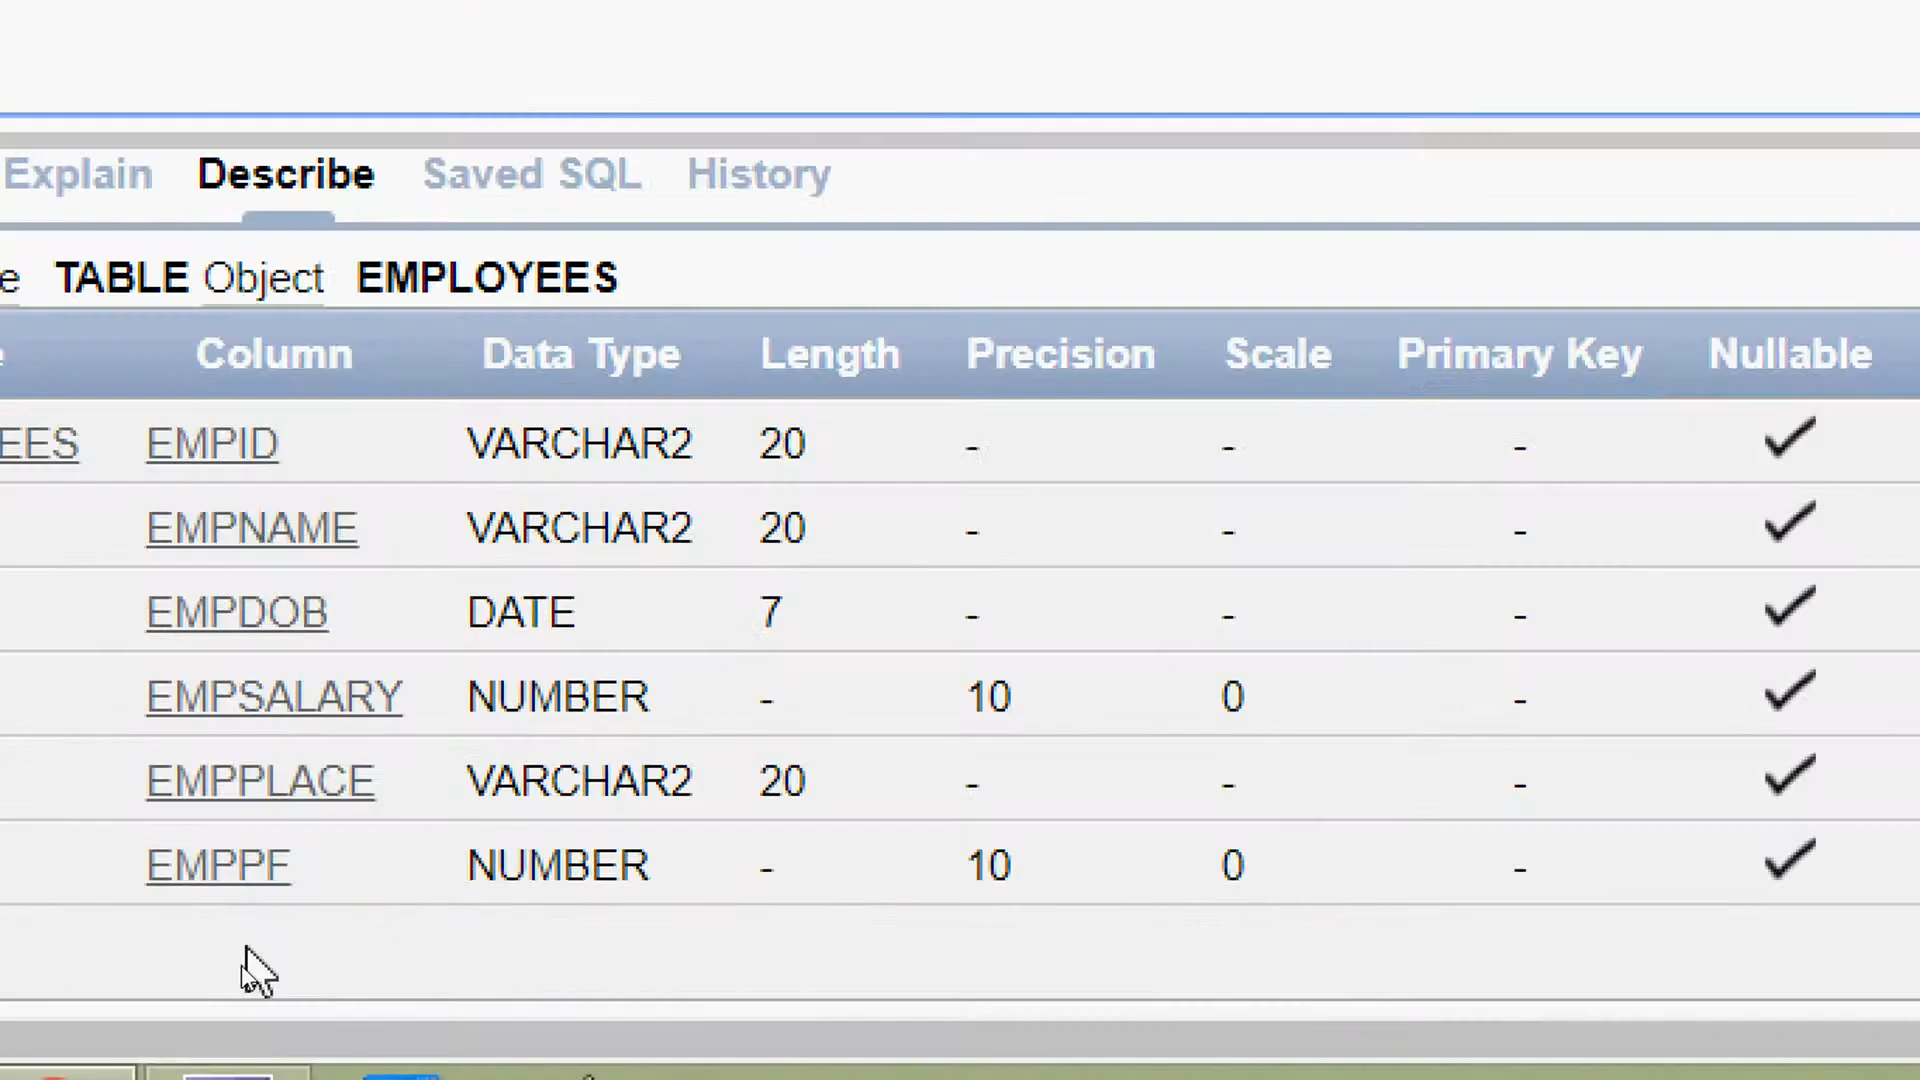 Explain Describe Saved SQL History
TABLE Object EMPLOYEES
Column Data Type Length Precision Scale Primary Key Nullable
EMPID VARCHAR2 20 - - -
EMPNAME VARCHAR2 20 - - -
EMPDOB DATE 7 - - -
EMPSALARY NUMBER - 10 0 -
EMPPLACE VARCHAR2 20 - - -
EMPPF NUMBER - 10 0 -